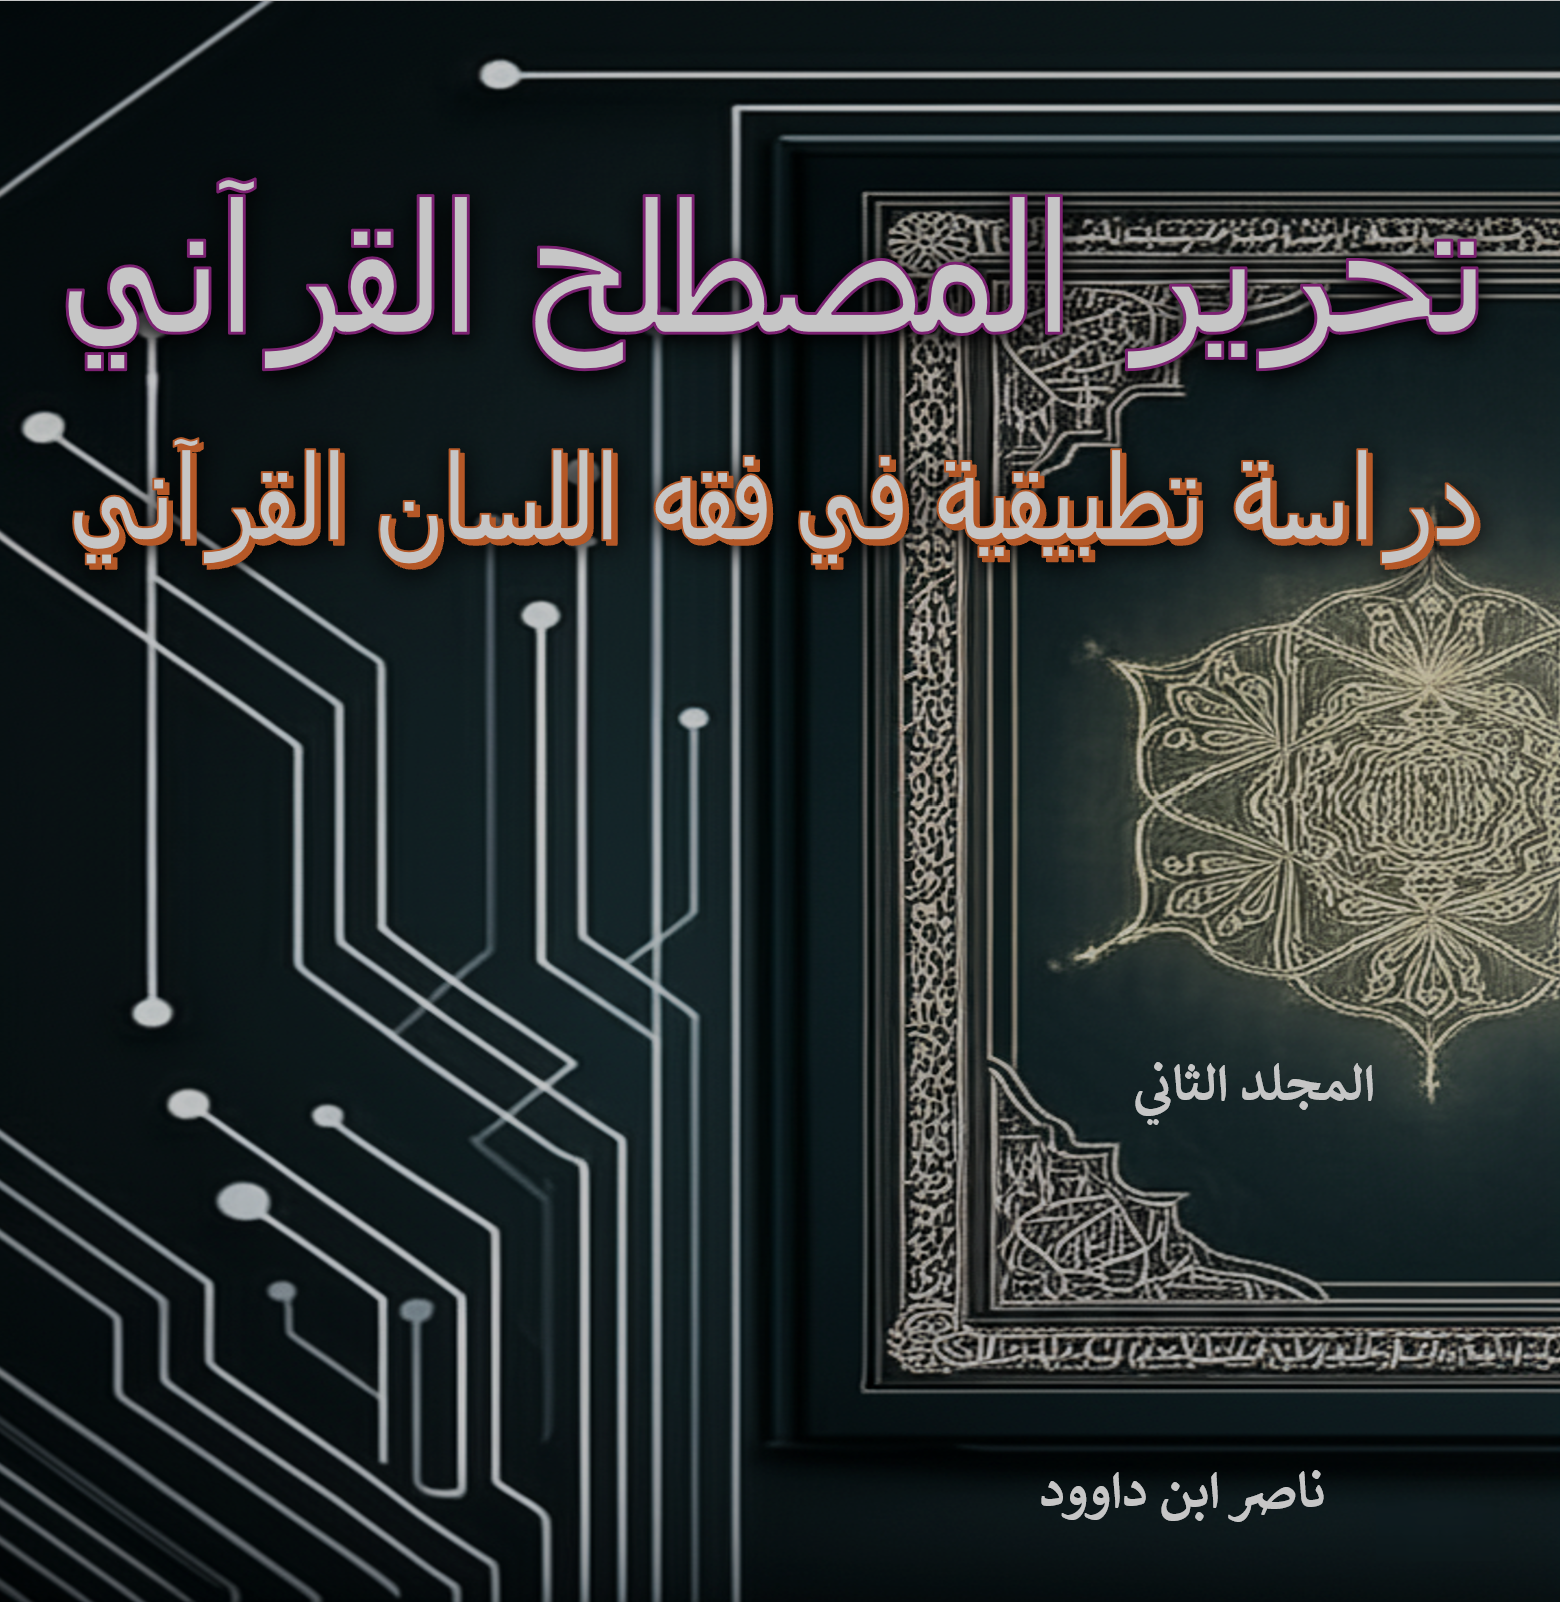 تحرير المصطلح القرآني
دراسة تطبيقية في فقه اللسان القرآني
المجلد الثاني
ناصر ابن داوود